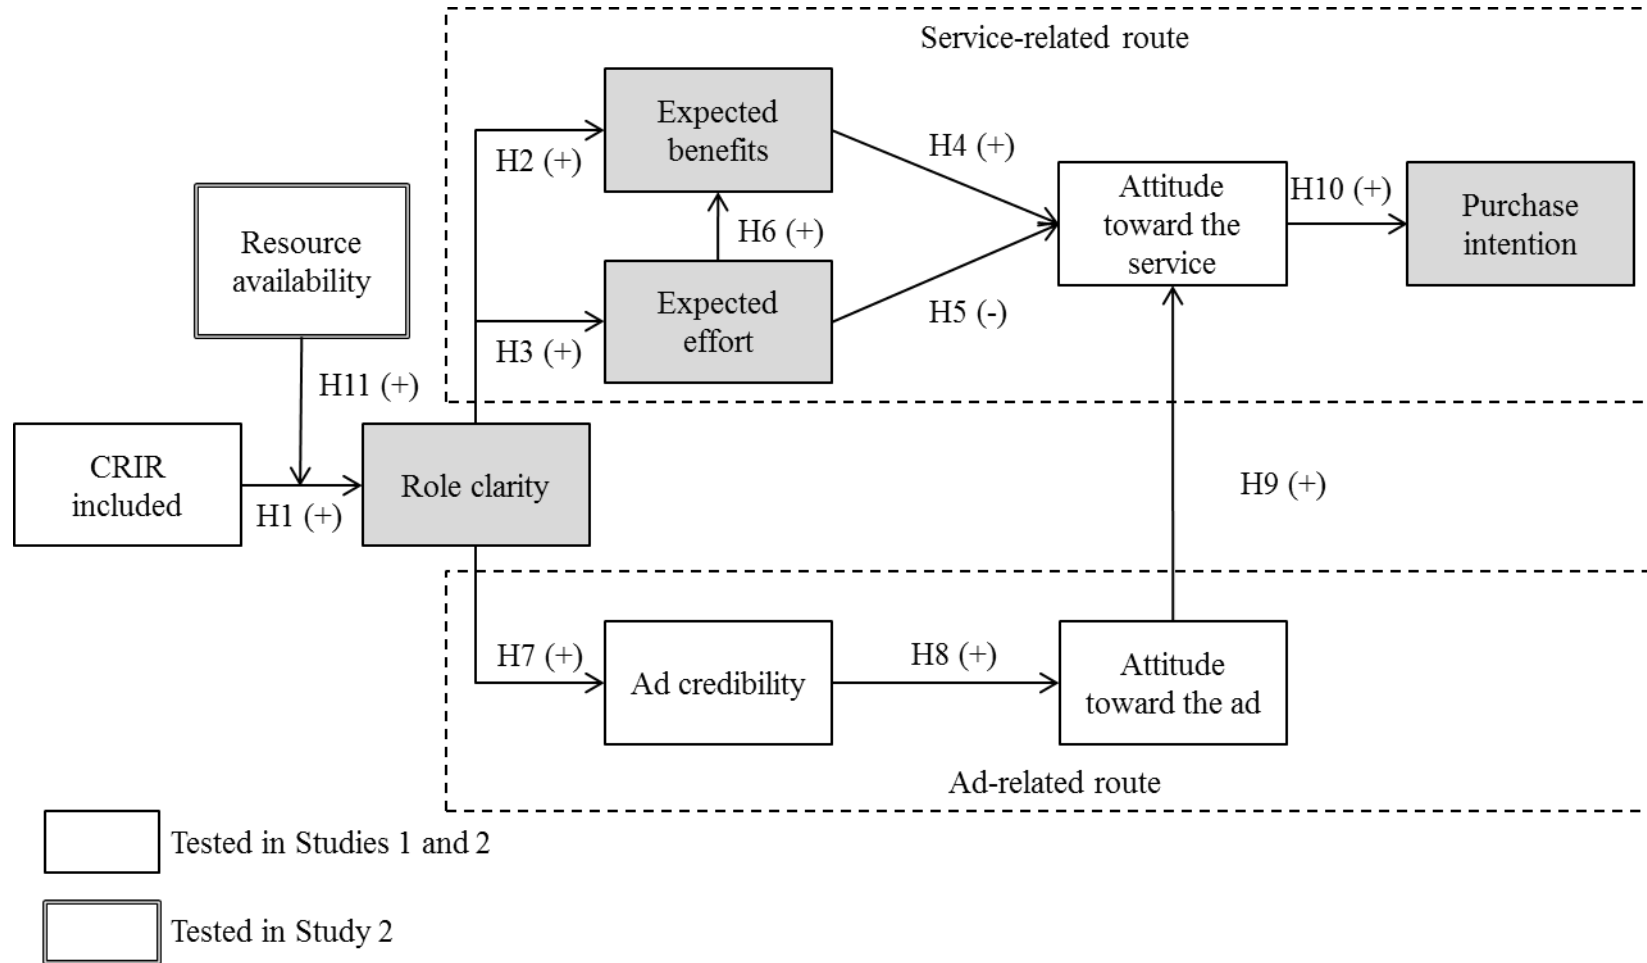 Service-related route
Expected
benefits
H2 (+)
H4 (+)
Attitude
toward the
service
H10 (+)
Purchase
intention
Resource
availability
H6 (+)
Expected
effort
H3 (+)
H5 (-)
H11 (+)
CRIR
included
H1 (+)
Role clarity
H9 (+)
H7 (+)
Ad credibility
H8 (+)
Attitude
toward the ad
Ad-related route
Tested in Studies 1 and 2
Tested in Study 2